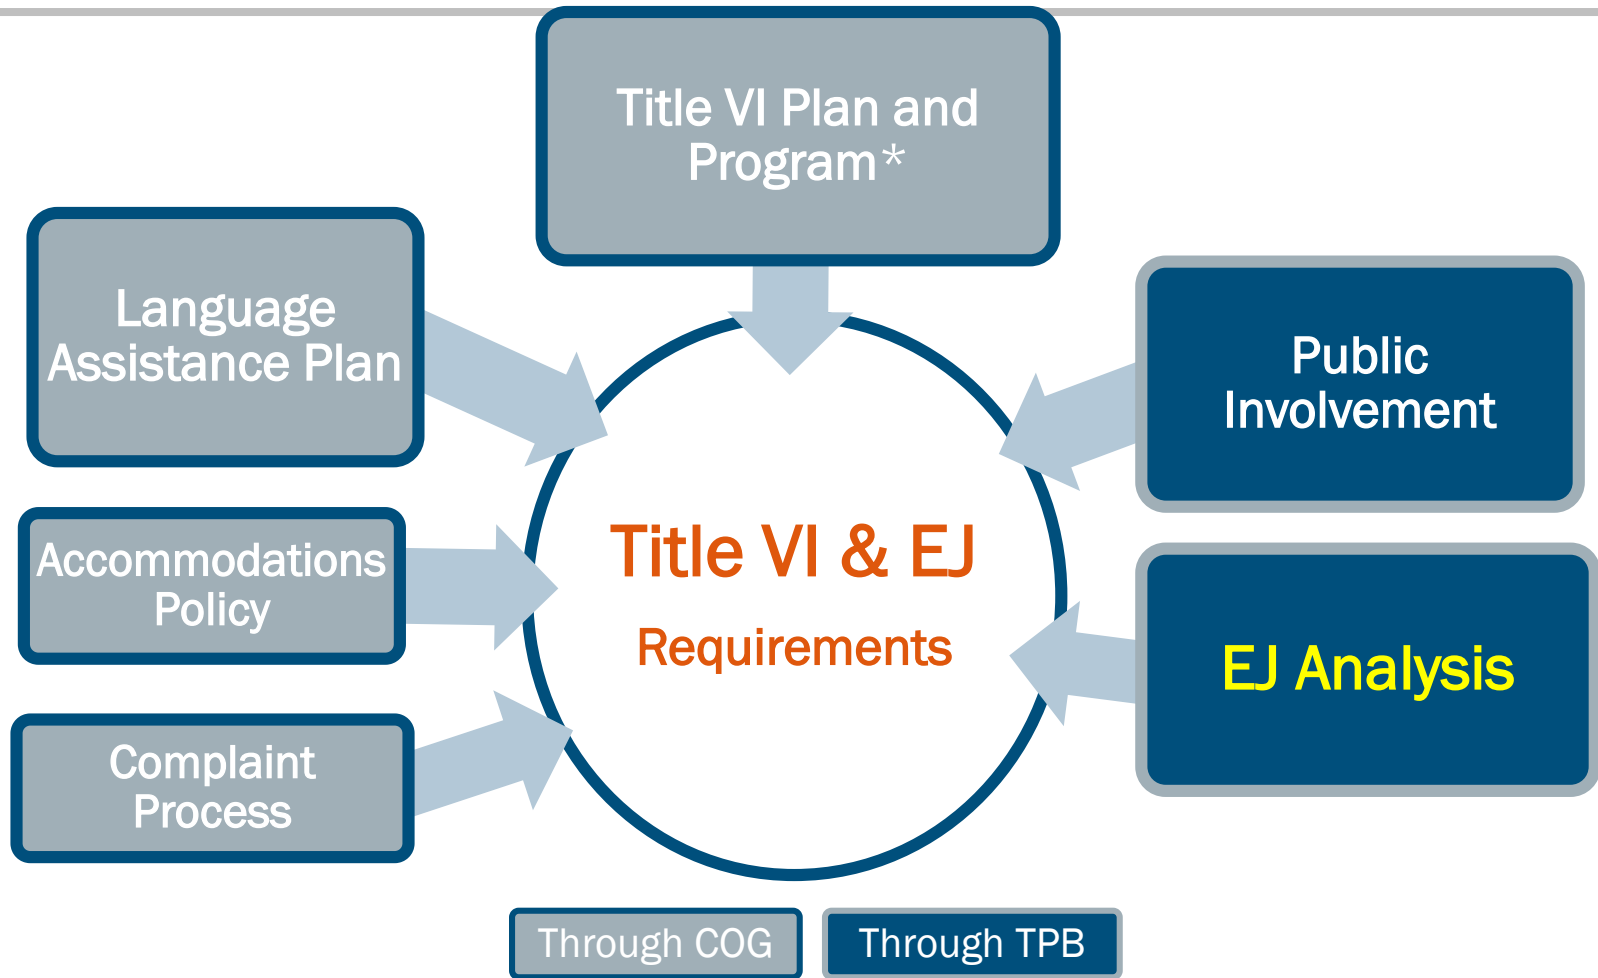 Title VI Plan and
Program*
Language
Assistance Plan
Public
Involvement
Accommodations
Policy
Title VI & EJ
Requirements
EJ Analysis
Complaint
Process
Through COG
Through TPB